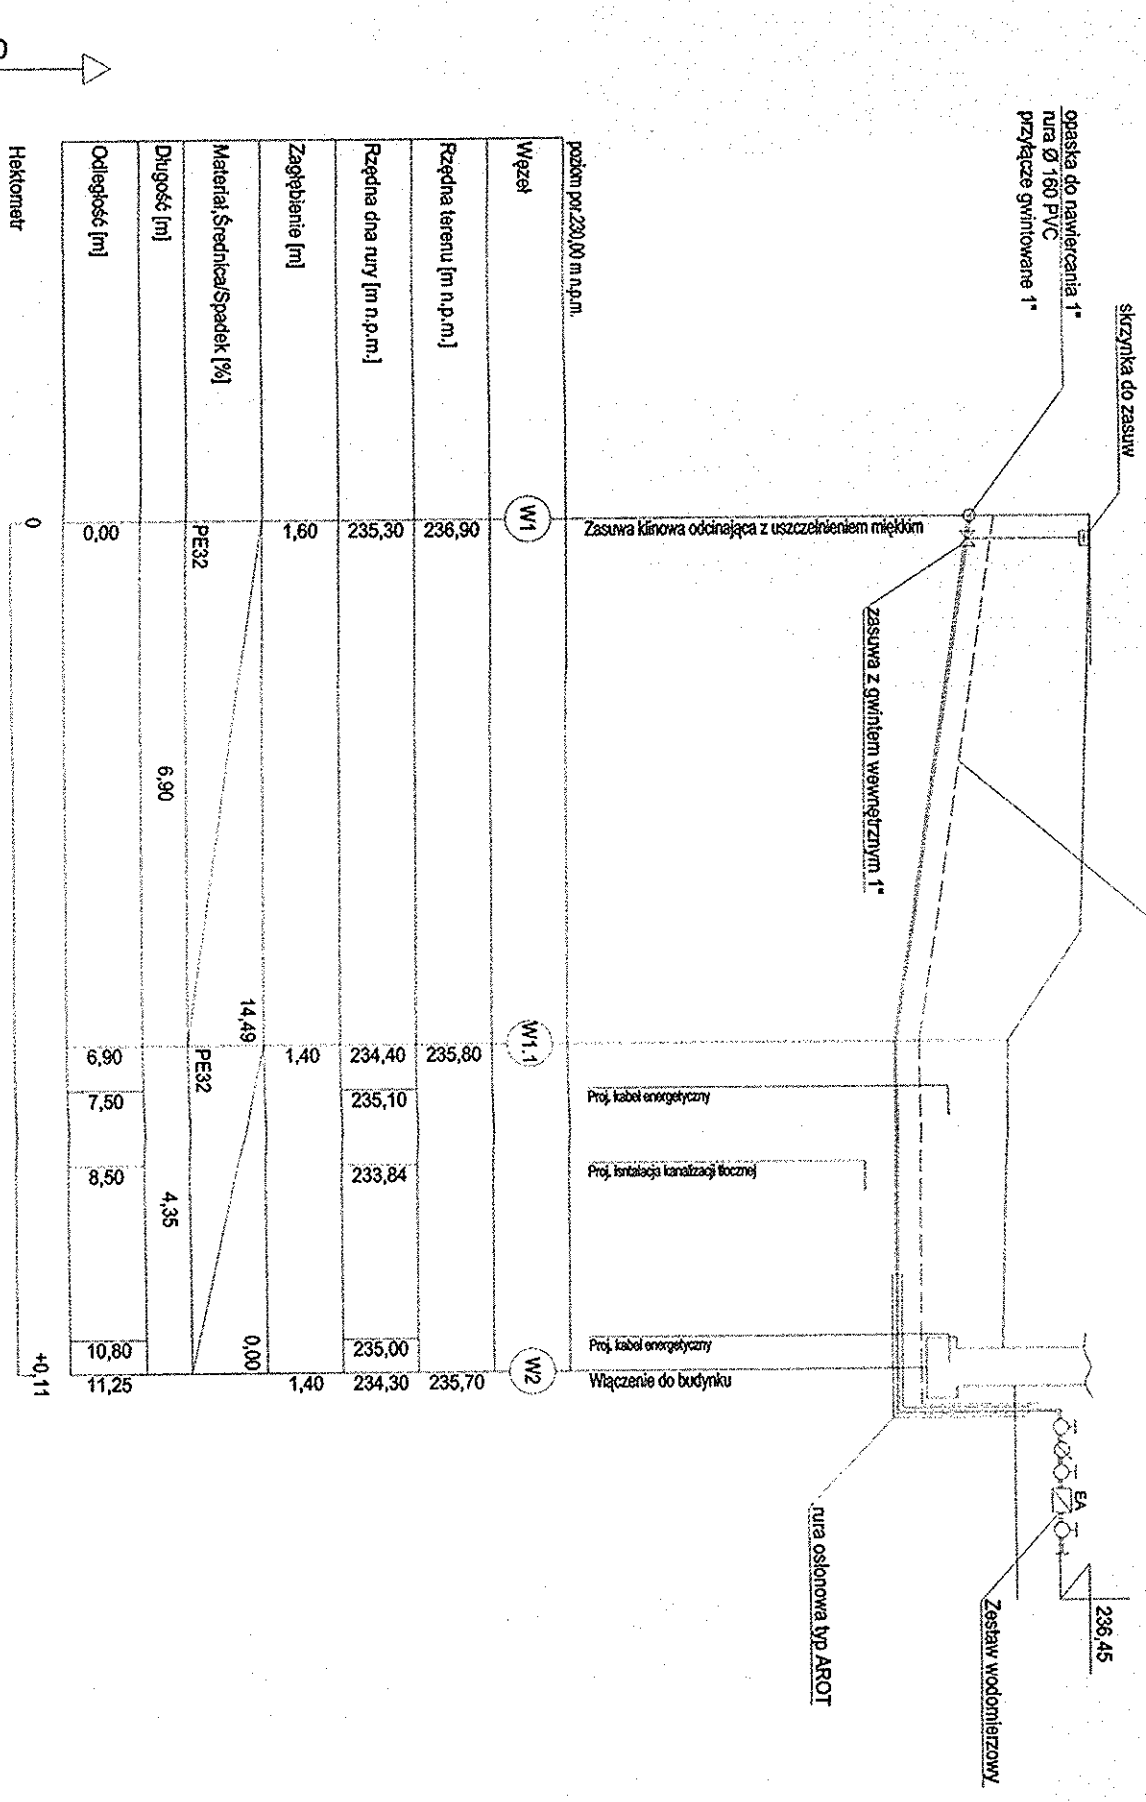 skrzynka do zasuw
opaska do nawiercania 1"
rura Ø 160 PVC
przyłącze gwintowane 1"
zasuwa z gwintem wewnętrznym 1"
236,45
EA
Zestaw wodomierzowy
rura osłonowa typ AROT
Zasuwa klinowa odcinająca z uszczelnieniem miękkim
Proj. kabel energetyczny
Proj. isntalacja kanalizacji tłocznej
Proj. kabel energetyczny
Włączenie do budynku
poziom por.230,00 m n.p.m.
Węzeł W1 W1.1 W2
Rzędna terenu [m n.p.m.] 236,90 235,80 235,70
Rzędna dna rury [m n.p.m.] 235,30 234,40 235,10 233,84 235,00 234,30
Zagłębienie [m] 1,60 1,40 1,40
Materiał,Średnica/Spadek [%] PE32 14,49 PE32 0,00
Długość [m] 6,90 4,35
Odległość [m] 0,00 6,90 7,50 8,50 10,80 11,25
Hektometr 0 +0,11